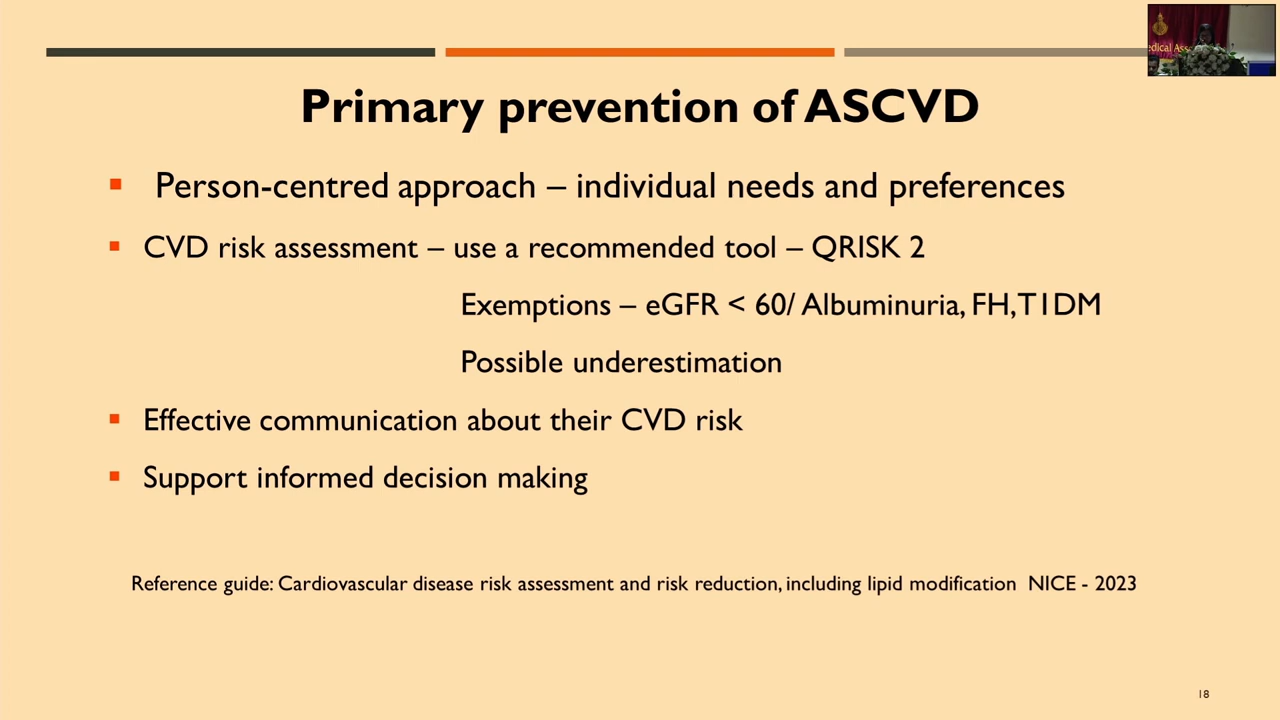 edical Ass
Primary prevention of ASCVD
Person-centred approach – individual needs and preferences
CVD risk assessment – use a recommended tool – QRISK 2
Exemptions – eGFR < 60/ Albuminuria, FH,T1DM
Possible underestimation
Effective communication about their CVD risk
Support informed decision making
Reference guide: Cardiovascular disease risk assessment and risk reduction, including lipid modification NICE - 2023
18